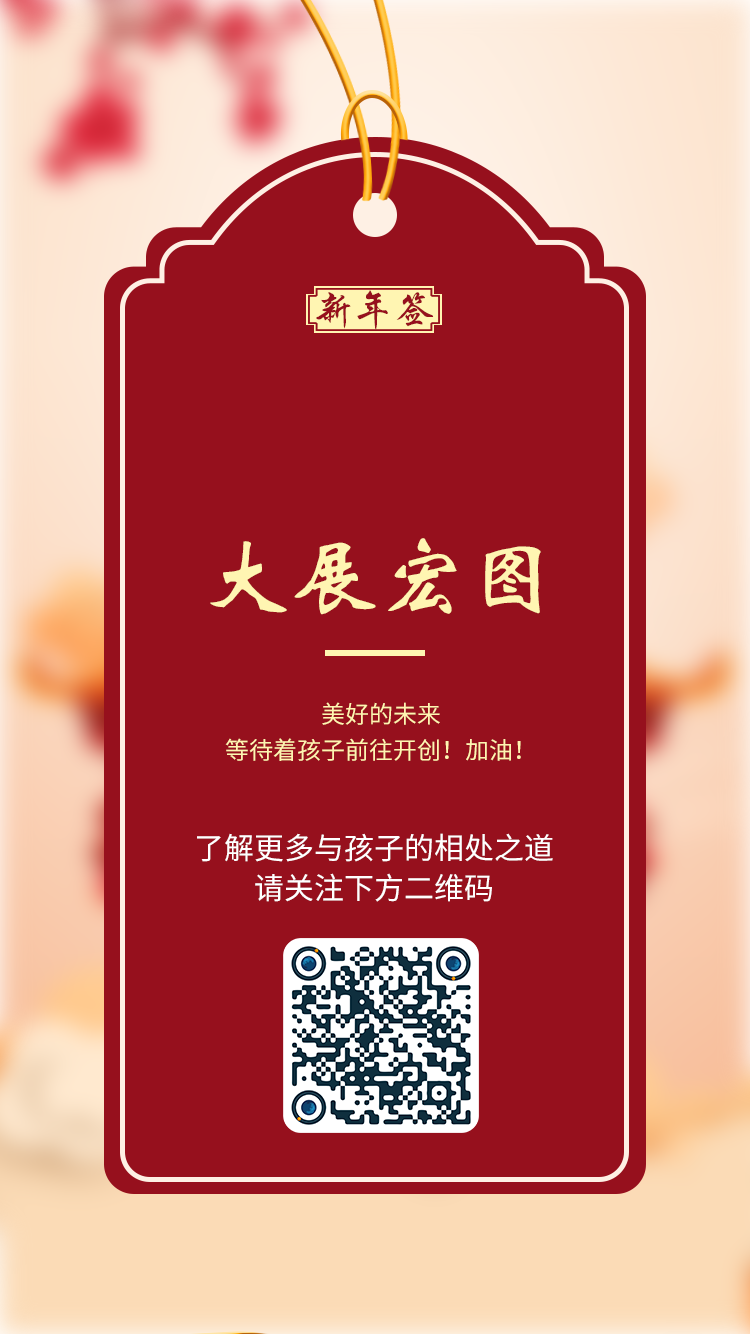 新年签
大展宏图
美好的未来
等待着孩子前往开创！加油！
了解更多与孩子的相处之道
请关注下方二维码